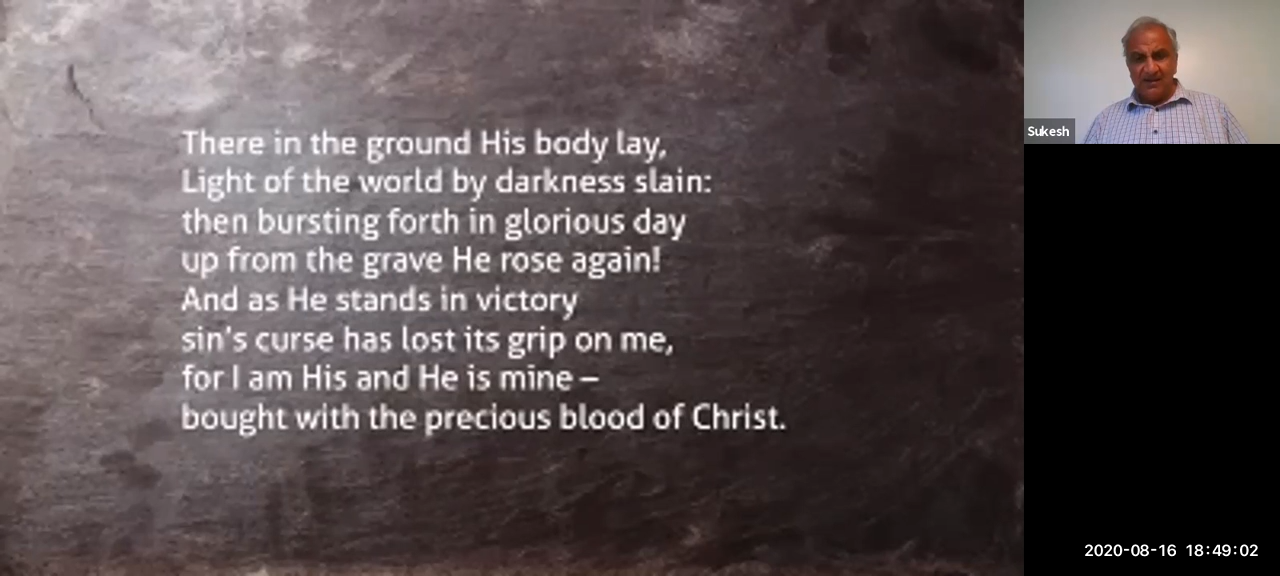 There in the ground His body lay,
Light of the world by darkness slain:
then bursting forth in glorious day
up from the grave He rose again!
And as He stands in victory
sin's curse has lost its grip on me,
for I am His and He is mine –
bought with the precious blood of Christ.
Sukesh
2020-08-16 18:49:02